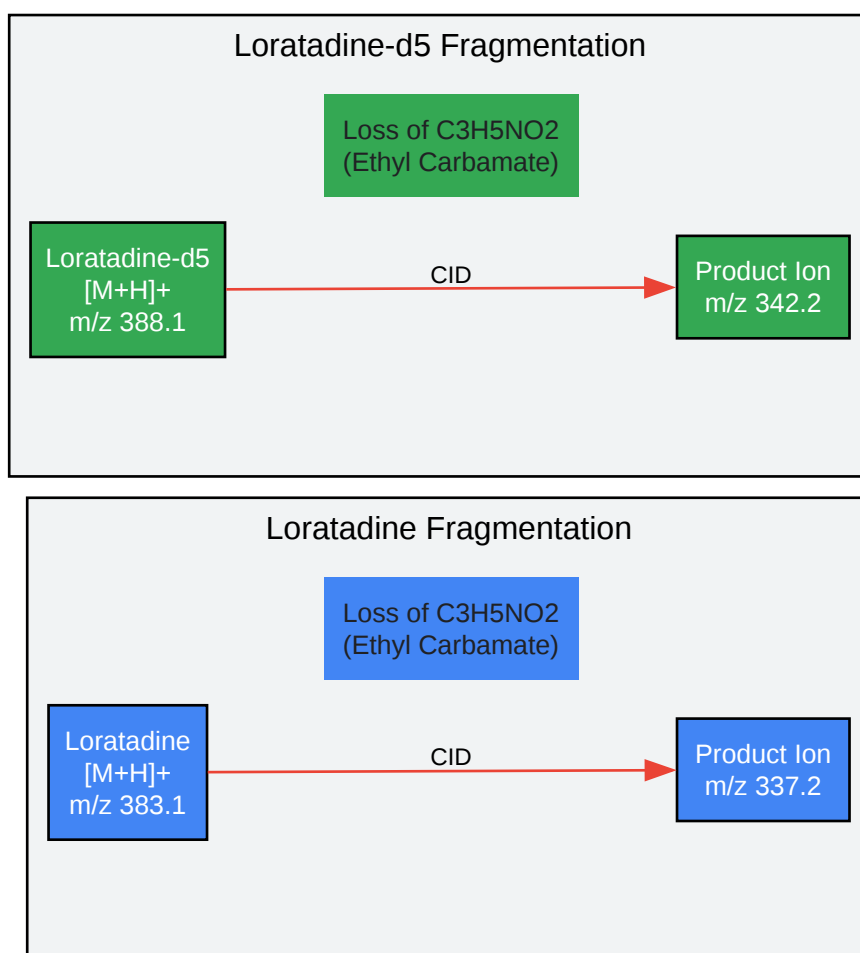 Loratadine-d5 Fragmentation
Loss of C3H5NO2
(Ethyl Carbamate)
Loratadine-d5
[M+H]+
m/z 388.1
CID
Product Ion
m/z 342.2
Loratadine Fragmentation
Loss of C3H5NO2
(Ethyl Carbamate)
Loratadine
[M+H]+
m/z 383.1
CID
Product Ion
m/z 337.2